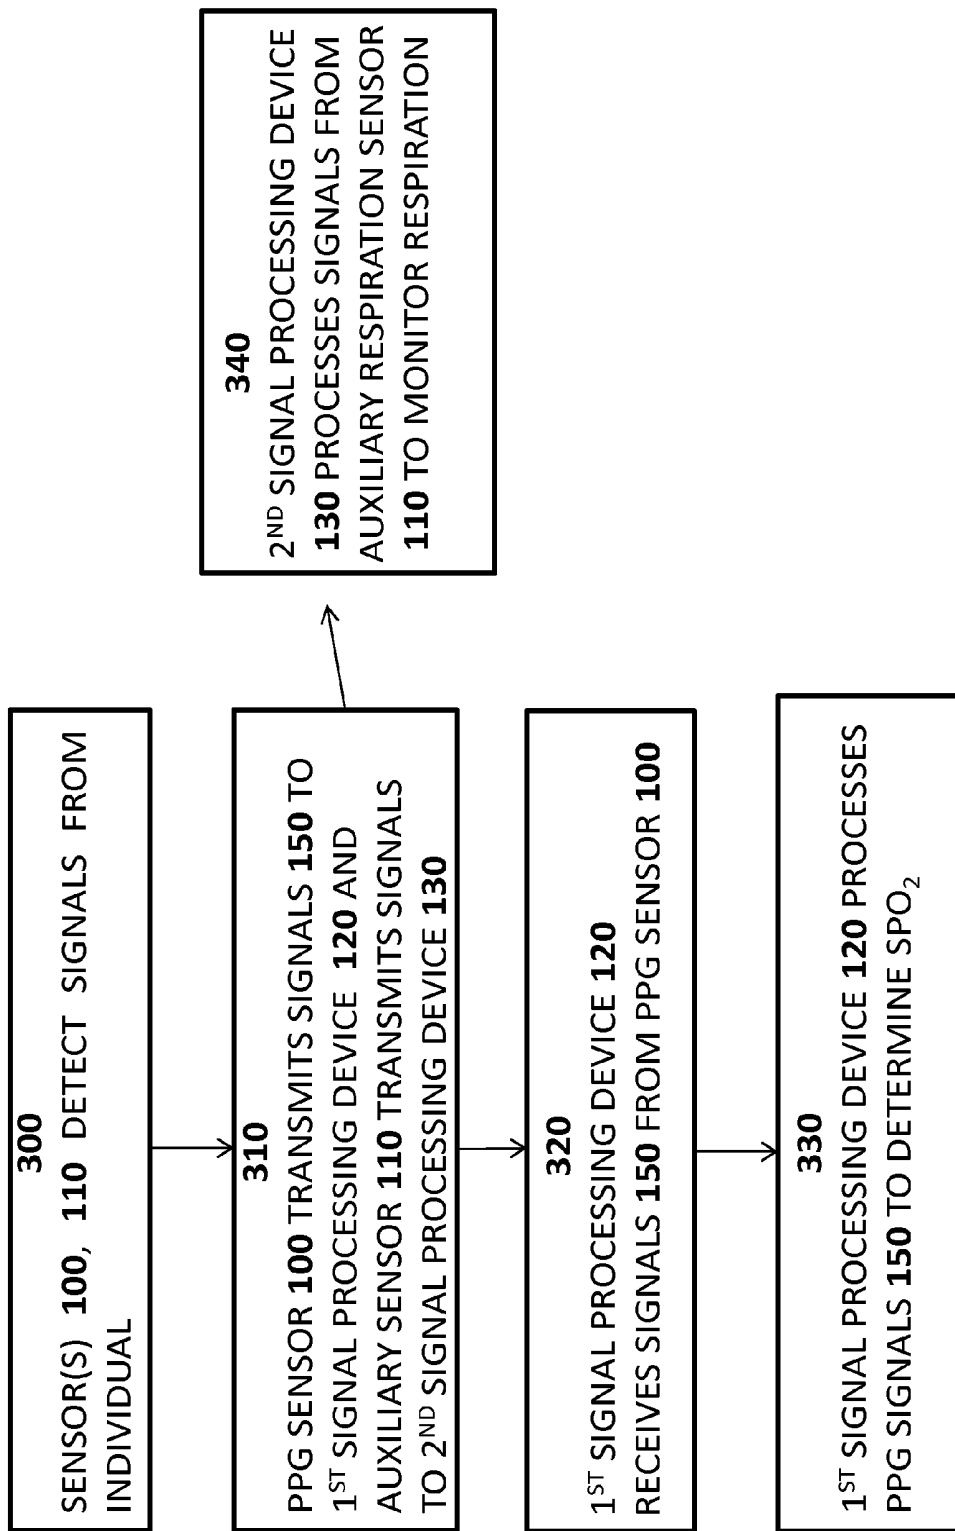 300
SENSOR(S) 100, 110 DETECT SIGNALS FROM
INDIVIDUAL
310
PPG SENSOR 100 TRANSMITS SIGNALS 150 TO
1ST SIGNAL PROCESSING DEVICE 120 AND
AUXILIARY SENSOR 110 TRANSMITS SIGNALS
TO 2ND SIGNAL PROCESSING DEVICE 130
320
1ST SIGNAL PROCESSING DEVICE 120
RECEIVES SIGNALS 150 FROM PPG SENSOR 100
330
1ST SIGNAL PROCESSING DEVICE 120 PROCESSES
PPG SIGNALS 150 TO DETERMINE SPO2
340
2ND SIGNAL PROCESSING DEVICE
130 PROCESSES SIGNALS FROM
AUXILIARY RESPIRATION SENSOR
110 TO MONITOR RESPIRATION